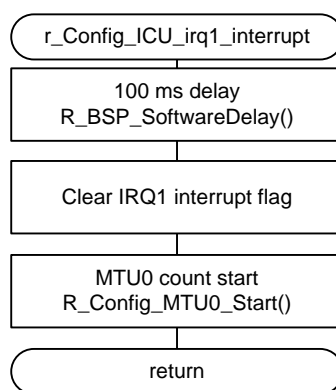 r_Config_ICU_irq1_interrupt
100 ms delay
R_BSP_SoftwareDelay()
Clear IRQ1 interrupt flag
MTU0 count start
R_Config_MTU0_Start()
return